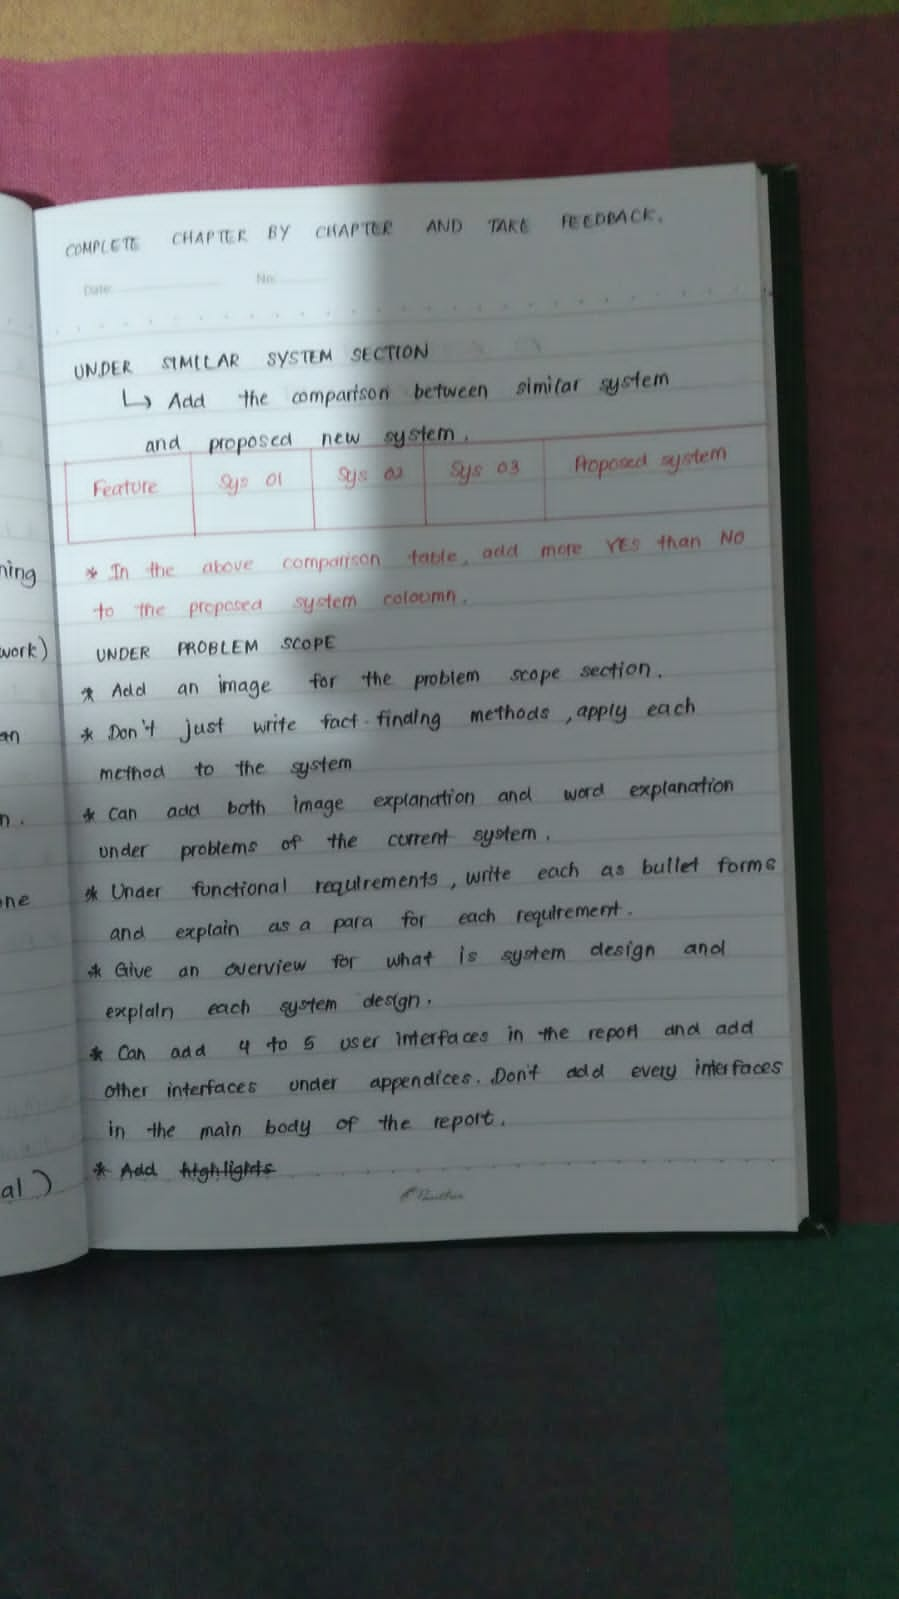 COMPLETE CHAPTER BY CHAPTER AND TAKE FEEDBACK.
Date: No:
UNDER SIMILAR SYSTEM SECTION
↳ Add the comparison between similar system
and proposed new system.
Feature Sys 01 Sys 02 Sys 03 Proposed system
* In the above comparison table, add more YES than NO
to the proposed system coloumn.
ning
work)
UNDER PROBLEM SCOPE
* Add an image for the problem scope section.
an
* Don't just write fact-finding methods, apply each
method to the system
n.
* Can add both image explanation and word explanation
under problems of the current system.
ne
* Under functional requirements, write each as bullet forms
and explain as a para for each requirement.
* Give an overview for what is system design and
explain each system design.
* Can add 4 to 5 user interfaces in the report and add
other interfaces under appendices. Don't add every interfaces
in the main body of the report.
al)
* Add highlights